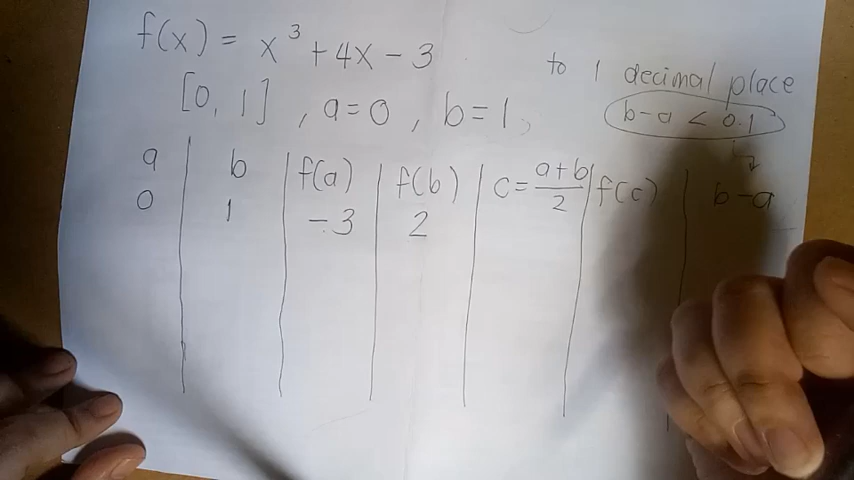 f(x) = x³ + 4x - 3
to 1 decimal place
[0, 1] , a=0 , b=1,
b-a < 0.1
a b f(a) f(b) c = a+b/2 f(c) b-a
0 1 -3 2